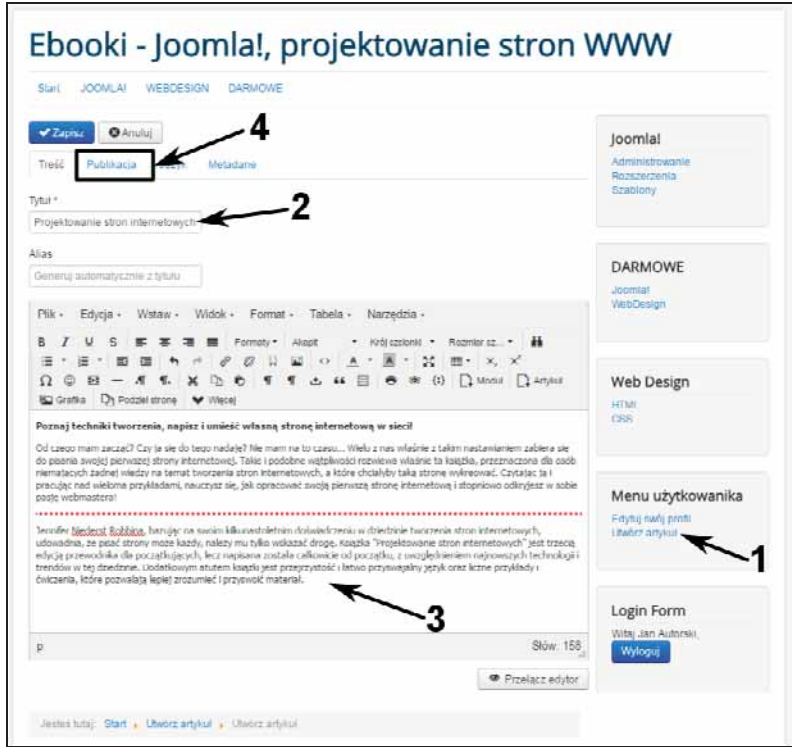 Ebooki - Joomla!, projektowanie stron WWW
Start JOOMLA! WEBDESIGN DARMOWE
Zapisz Anuluj
4
Treść Publikacja Metadane
Tytuł *
Projektowanie stron internetowych
2
Alias
Generuj automatycznie z tytułu
Plik Edycja Wstaw Widok Format Tabela Narzędzia
B I U S Formaty Akapit Krój czcionki Rozmiar cz...
Moduł Artykuł
Grafika Podziel stronę Więcej
Poznaj techniki tworzenia, napisz i umieść własną stronę internetową w sieci!
Od czego mam zacząć? Czy ja się do tego nadaję? Nie mam na to czasu... Wielu z nas właśnie z takim nastawieniem zabiera się
do pisania swojej pierwszej strony internetowej. Takie i podobne wątpliwości rozwiewa właśnie ta książka, przeznaczona dla osób
niemających żadnej wiedzy na temat tworzenia stron internetowych, a które chciałyby taką stronę wykreować. Czytając ją i
pracując nad wieloma przykładami, nauczysz się, jak opracować swoją pierwszą stronę internetową i stopniowo odkryjesz w sobie
pasję webmastera!
Jennifer Niederst Robbins, bazując na swoim kilkunastoletnim doświadczeniu w dziedzinie tworzenia stron internetowych,
udowadnia, że pisać strony może każdy, należy mu tylko wskazać drogę. Książka "Projektowanie stron internetowych" jest trzecią
edycją przewodnika dla początkujących, lecz napisana została całkowicie od początku, z uwzględnieniem najnowszych technologii i
trendów w tej dziedzinie. Dodatkowym atutem książki jest przejrzystość i łatwo przyswajalny język oraz liczne przykłady i
ćwiczenia, które pozwalają lepiej zrozumieć i przyswoić materiał.
3
p Słów: 158
Przełącz edytor
Jesteś tutaj: Start Utwórz artykuł Utwórz artykuł
Joomla!
Administrowanie
Rozszerzenia
Szablony
DARMOWE
Joomla!
WebDesign
Web Design
HTML
CSS
Menu użytkowanika
Edytuj swój profil
Utwórz artykuł
1
Login Form
Witaj Jan Autorski,
Wyloguj